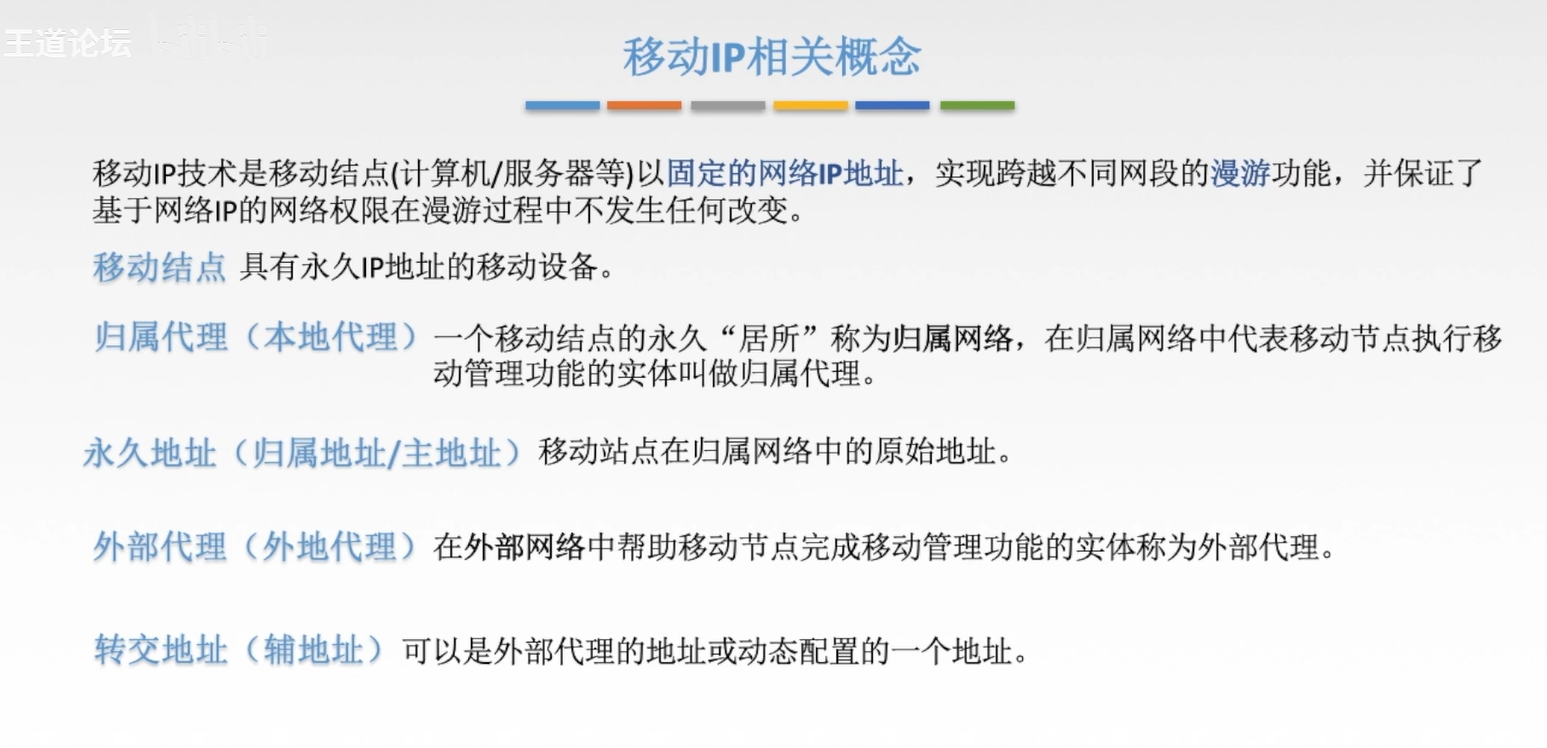 王道论坛
移动IP相关概念
移动IP技术是移动结点(计算机/服务器等)以固定的网络IP地址，实现跨越不同网段的漫游功能，并保证了
基于网络IP的网络权限在漫游过程中不发生任何改变。
移动结点 具有永久IP地址的移动设备。
归属代理（本地代理）一个移动结点的永久“居所”称为归属网络，在归属网络中代表移动节点执行移
动管理功能的实体叫做归属代理。
永久地址（归属地址/主地址）移动站点在归属网络中的原始地址。
外部代理（外地代理）在外部网络中帮助移动节点完成移动管理功能的实体称为外部代理。
转交地址（辅地址）可以是外部代理的地址或动态配置的一个地址。